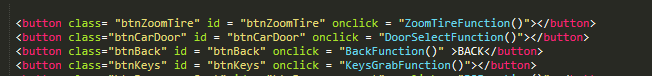 <button class= "btnZoomTire" id = "btnZoomTire" onclick = "ZoomTireFunction()"></button>
<button class= "btnCarDoor" id = "btnCarDoor" onclick = "DoorSelectFunction()"></button>
<button class= "btnBack" id = "btnBack" onclick = "BackFunction()" >BACK</button>
<button class= "btnKeys" id = "btnKeys" onclick = "KeysGrabFunction()"></button>